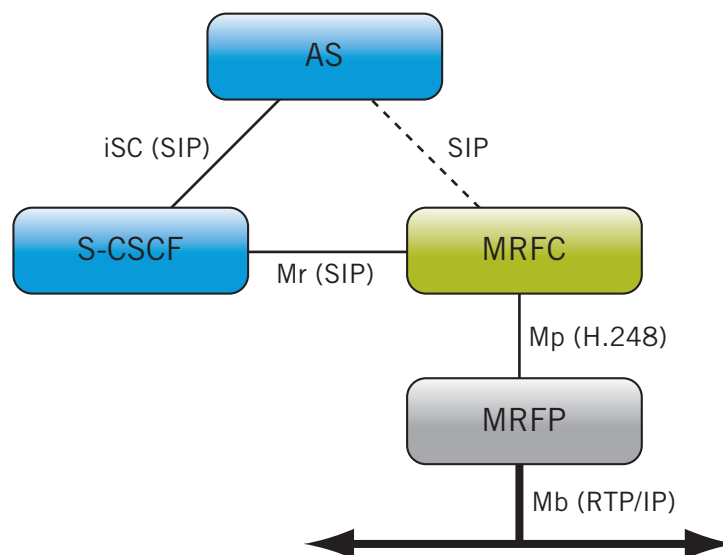 AS
iSC (SIP)
SIP
S-CSCF
Mr (SIP)
MRFC
Mp (H.248)
MRFP
Mb (RTP/IP)